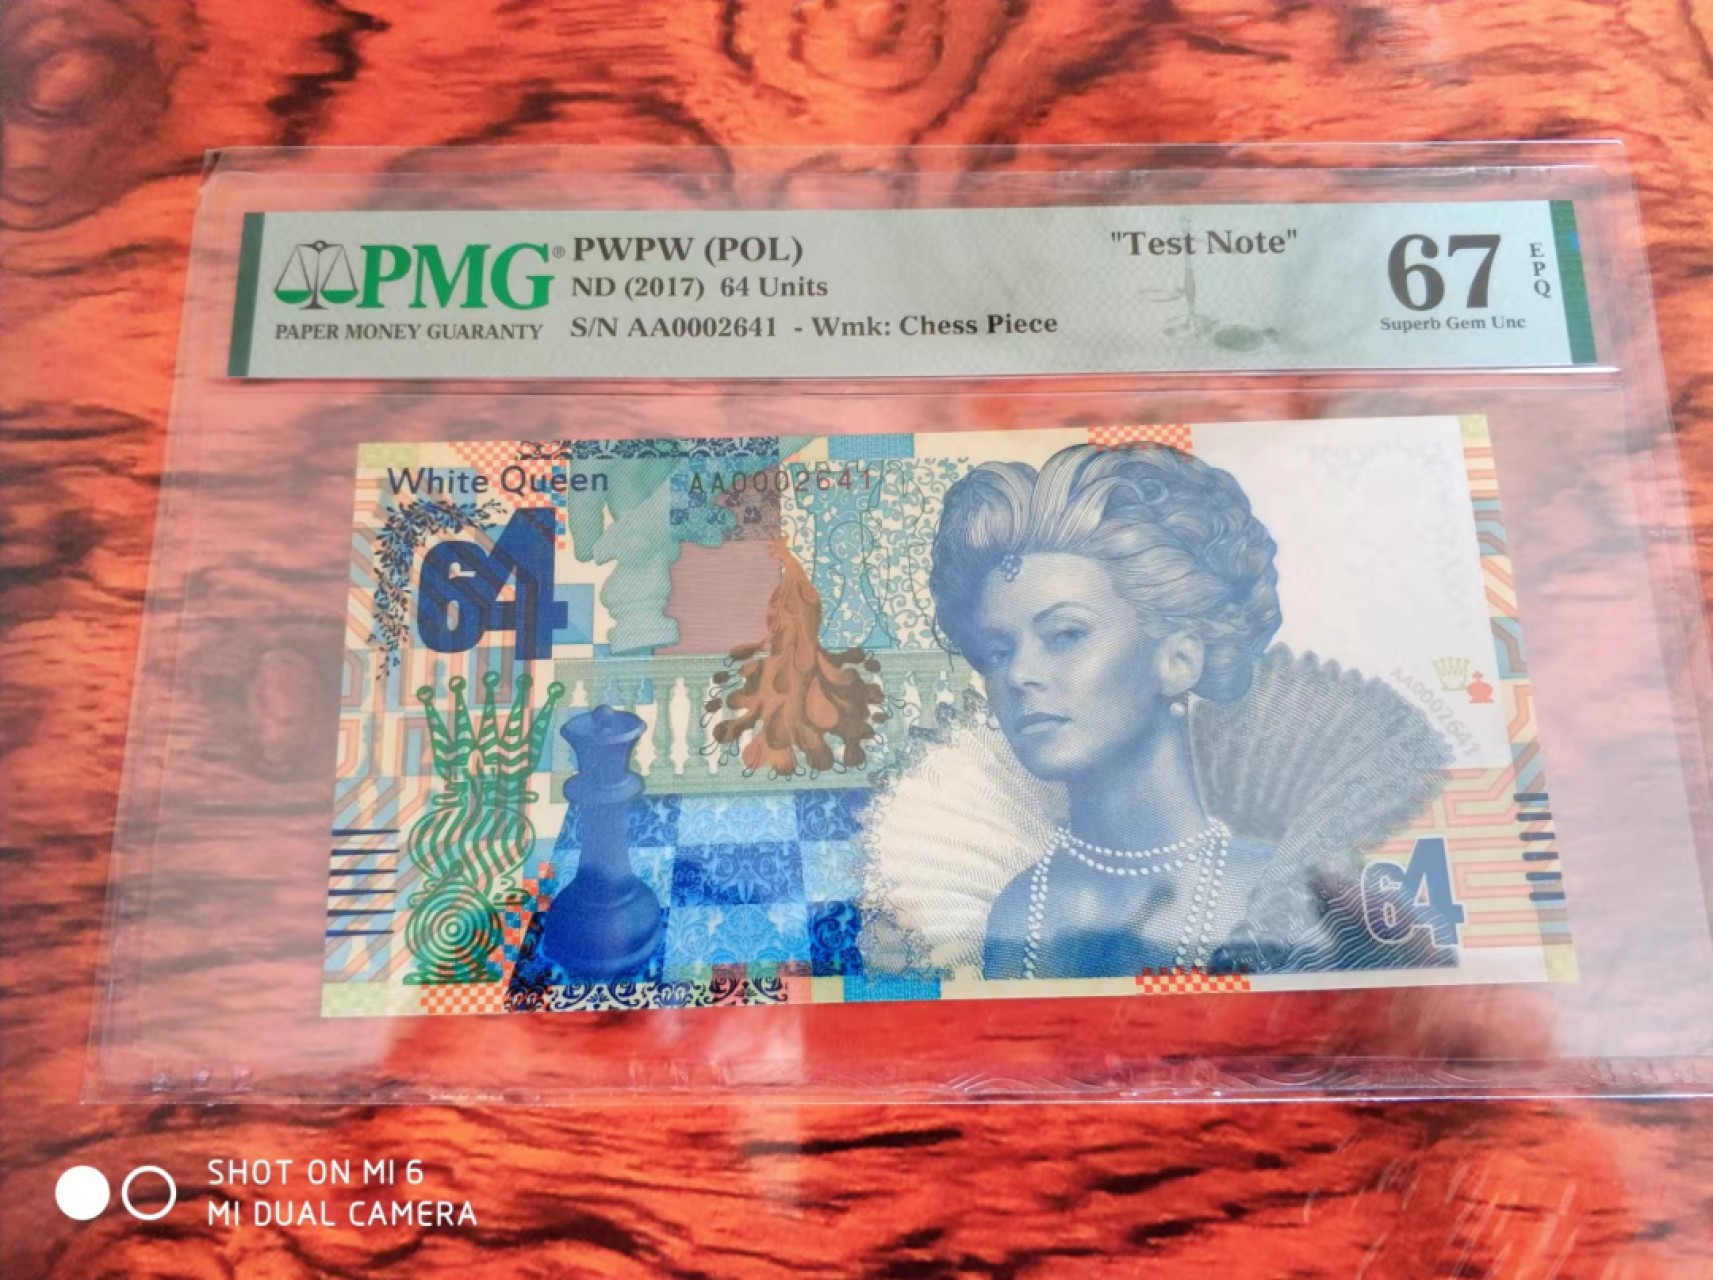 PMG®
PAPER MONEY GUARANTY
PWPW (POL)
ND (2017) 64 Units
S/N AA0002641 - Wmk: Chess Piece
"Test Note"
67
EPQ
Superb Gem Unc
White Queen
AA0002641
64
AA0002641
64
SHOT ON MI 6
MI DUAL CAMERA